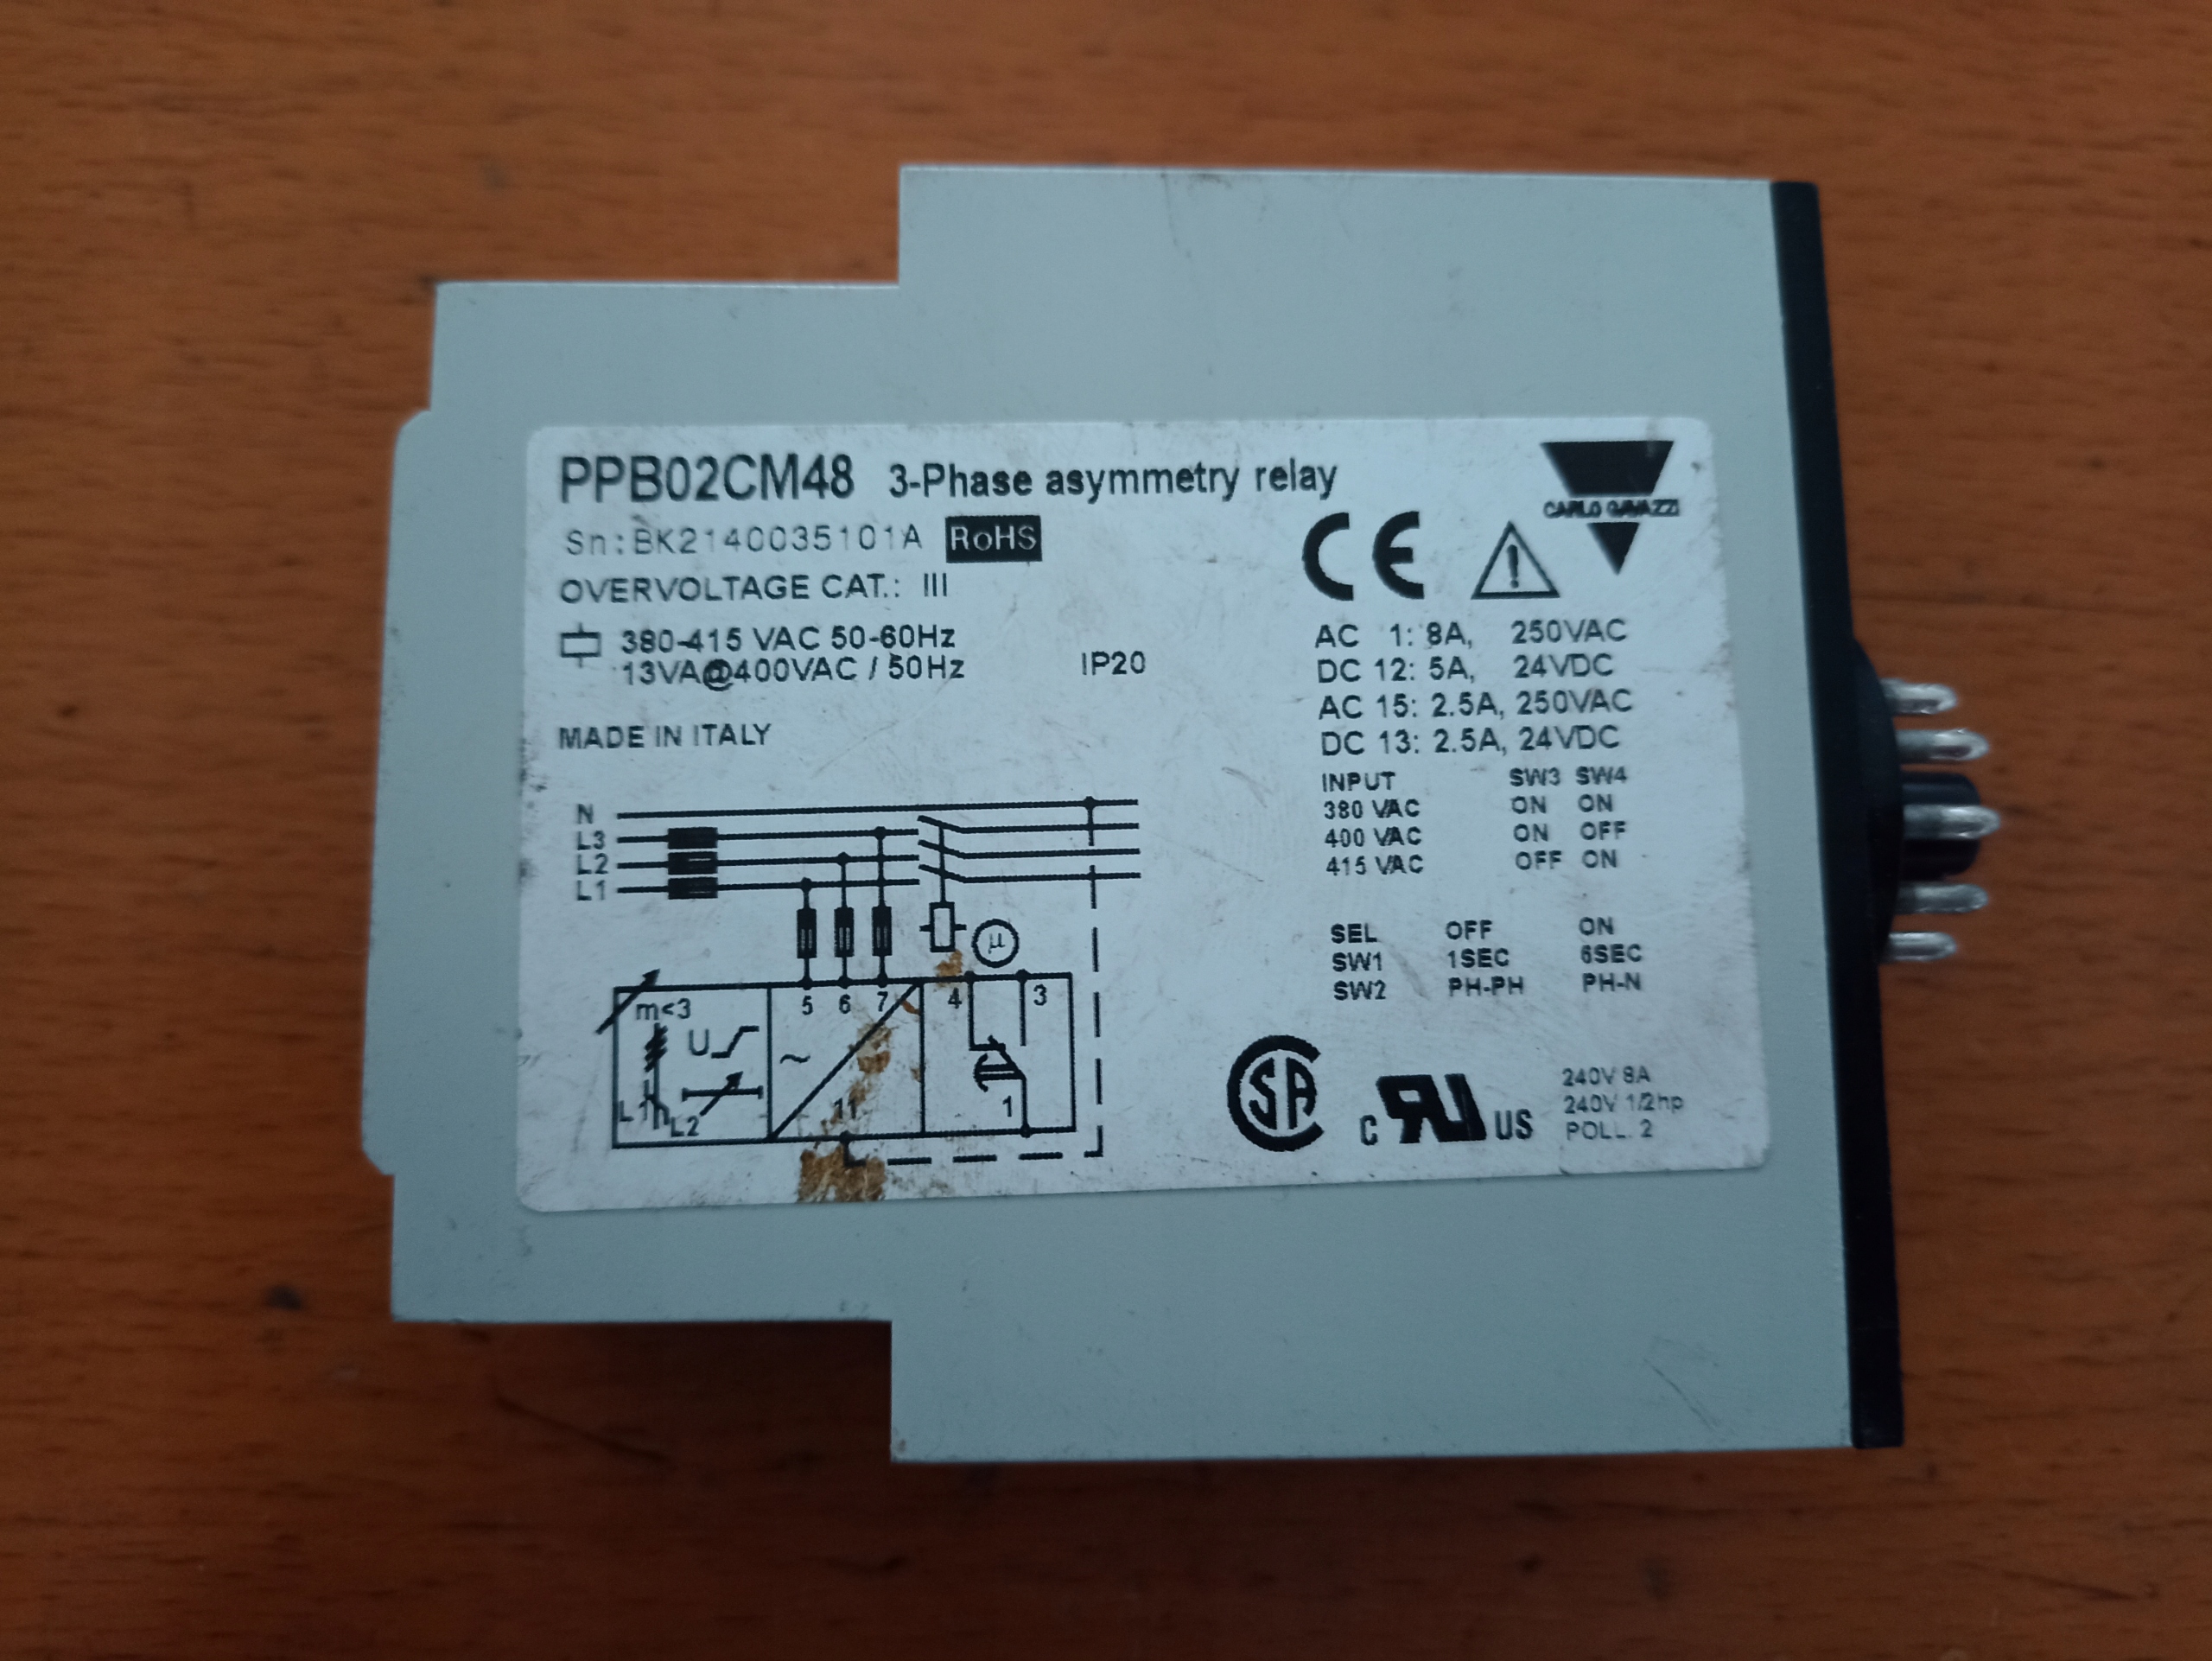 PPB02CM48 3-Phase asymmetry relay
CARLO GAVAZZI
Sn:BK2140035101A RoHS
CE
OVERVOLTAGE CAT.: III
380-415 VAC 50-60Hz
13VA@400VAC / 50Hz
IP20
MADE IN ITALY
AC 1: 8A, 250VAC
DC 12: 5A, 24VDC
AC 15: 2.5A, 250VAC
DC 13: 2.5A, 24VDC
INPUT SW3 SW4
380 VAC ON ON
400 VAC ON OFF
415 VAC OFF ON
SEL OFF ON
SW1 1SEC 6SEC
SW2 PH-PH PH-N
N
L3
L2
L1
µ
m<3
U
L1
L2
5 6 7 4 3
~
11 1
SA
c RU US
240V 8A
240V 1/2hp
POLL. 2